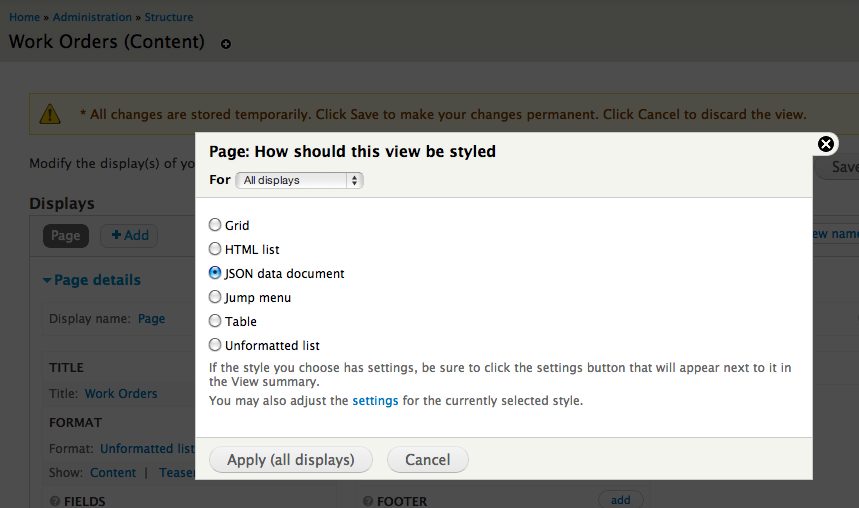 Home » Administration » Structure
Work Orders (Content)
* All changes are stored temporarily. Click Save to make your changes permanent. Click Cancel to discard the view.
Page: How should this view be styled
Modify the display(s) of
Save
For All displays
Displays
Grid
Page + Add
HTML list
JSON data document
Page details
Jump menu
Display name: Page
Table
Unformatted list
If the style you choose has settings, be sure to click the settings button that will appear next to it in
TITLE
the View summary.
Title: Work Orders
You may also adjust the settings for the currently selected style.
FORMAT
Format: Unformatted list
Apply (all displays) Cancel
Show: Content | Teaser
FIELDS
FOOTER add